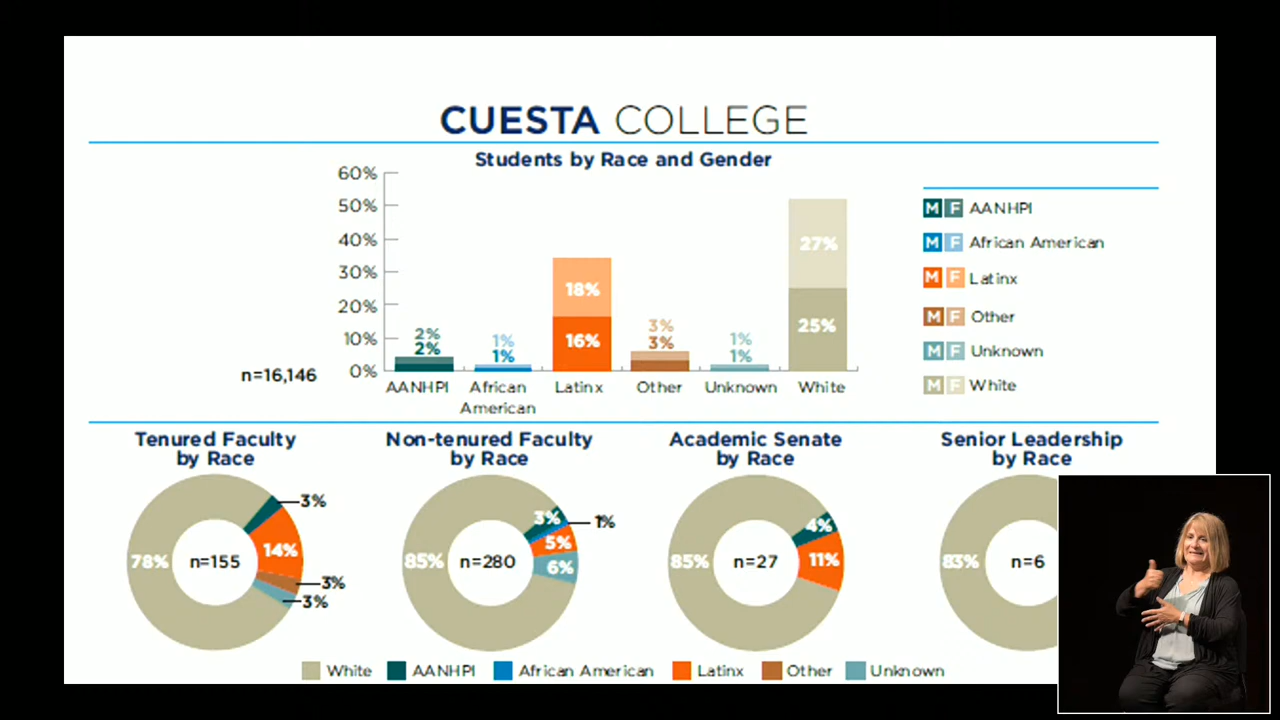 CUESTA COLLEGE
Students by Race and Gender
60%
50%
40%
30%
20%
10%
0%
2%
2%
1%
1%
18%
16%
3%
3%
1%
1%
27%
25%
AANHPI
African American
Latinx
Other
Unknown
White
n=16,146
M F AANHPI
M F African American
M F Latinx
M F Other
M F Unknown
M F White
Tenured Faculty
by Race
78%
n=155
3%
14%
3%
3%
Non-tenured Faculty
by Race
85%
n=280
3%
1%
5%
6%
Academic Senate
by Race
85%
n=27
4%
11%
Senior Leadership
by Race
83%
n=6
White AANHPI African American Latinx Other Unknown